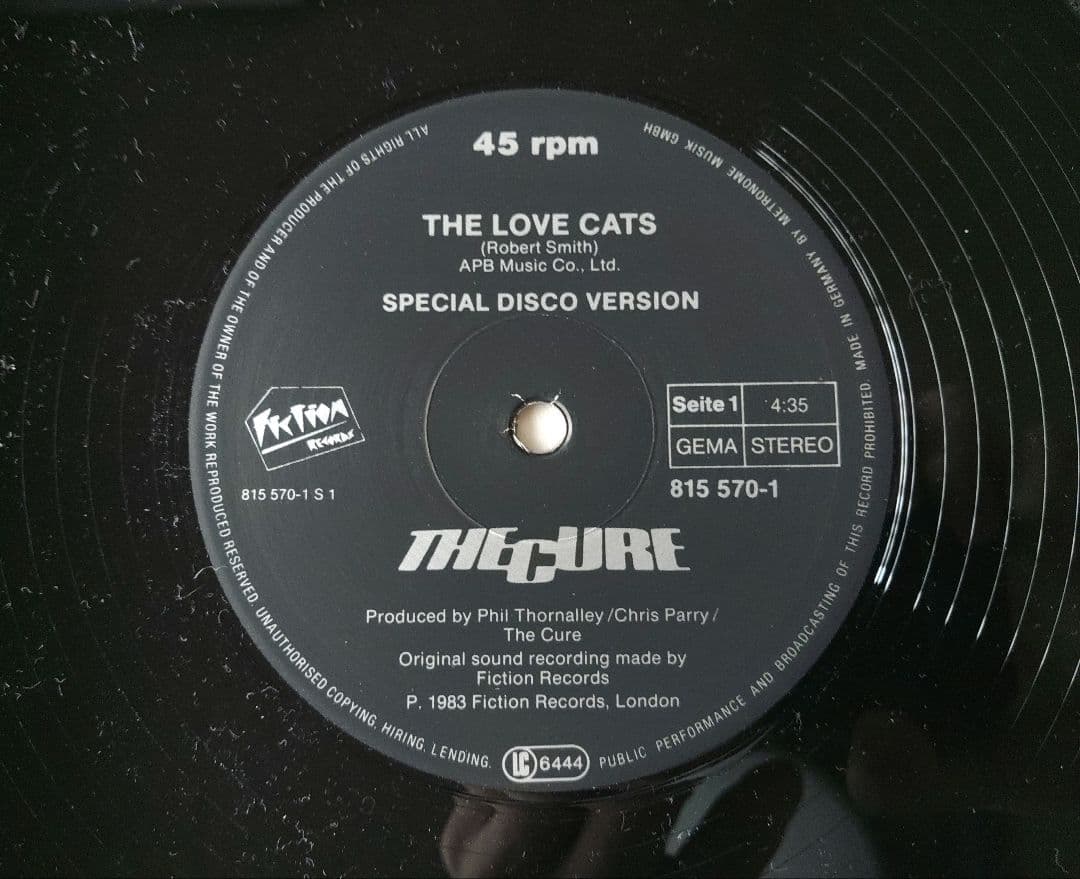 45 rpm
THE LOVE CATS
(Robert Smith)
APB Music Co., Ltd.
SPECIAL DISCO VERSION
FICTION
RECORDS
815 570-1 S 1
Seite 1
4:35
GEMA
STEREO
815 570-1
THE CURE
Produced by Phil Thornalley/Chris Parry/
The Cure
Original sound recording made by
Fiction Records
P. 1983 Fiction Records, London
ALL RIGHTS OF THE PRODUCER AND OF THE OWNER OF THE WORK REPRODUCED RESERVED. UNAUTHORISED COPYING, HIRING, LENDING, LC 6444 PUBLIC PERFORMANCE AND BROADCASTING OF THIS RECORD PROHIBITED. MADE IN GERMANY BY METRONOME MUSIK GMBH